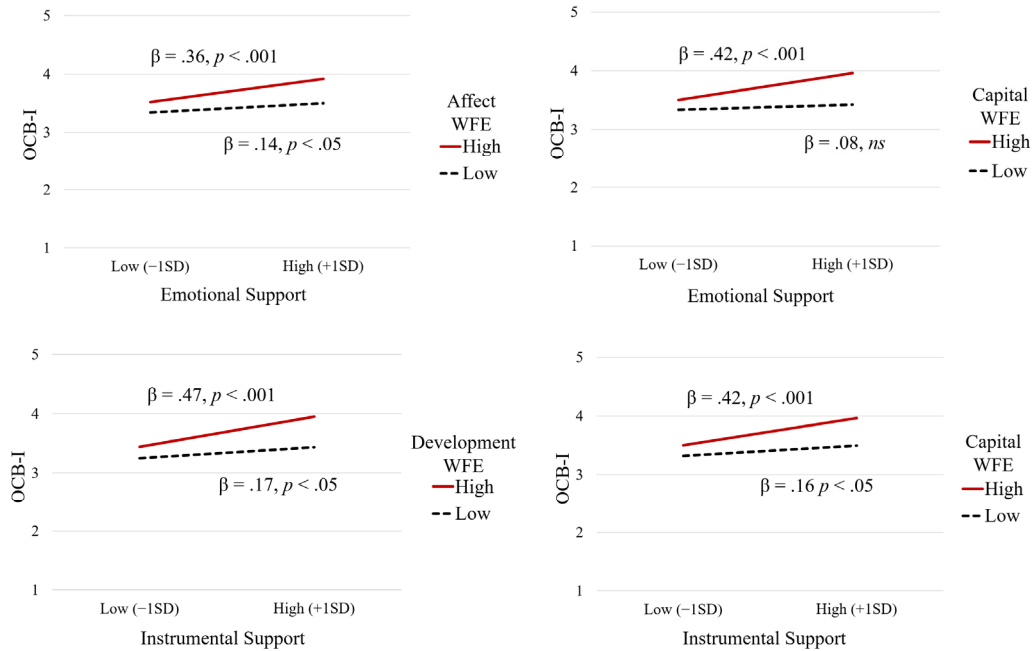 5
4
3
2
1
OCB-I
β = .36, p < .001
β = .14, p < .05
Low (−1SD)
High (+1SD)
Emotional Support
Affect
WFE
High
Low
5
4
3
2
1
OCB-I
β = .42, p < .001
β = .08, ns
Low (−1SD)
High (+1SD)
Emotional Support
Capital
WFE
High
Low
5
4
3
2
1
OCB-I
β = .47, p < .001
β = .17, p < .05
Low (−1SD)
High (+1SD)
Instrumental Support
Development
WFE
High
Low
5
4
3
2
1
OCB-I
β = .42, p < .001
β = .16 p < .05
Low (−1SD)
High (+1SD)
Instrumental Support
Capital
WFE
High
Low